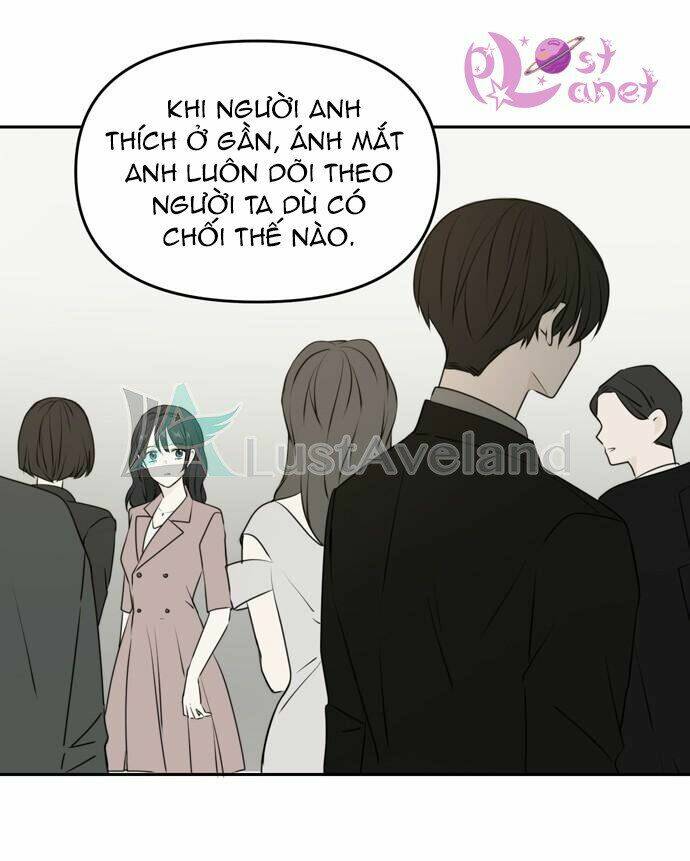 Lost
Planet
KHI NGƯỜI ANH
THÍCH Ở GẦN, ÁNH MẮT
ANH LUÔN DÕI THEO
NGƯỜI TA DÙ CÓ
CHỐI THẾ NÀO.
LustAveland